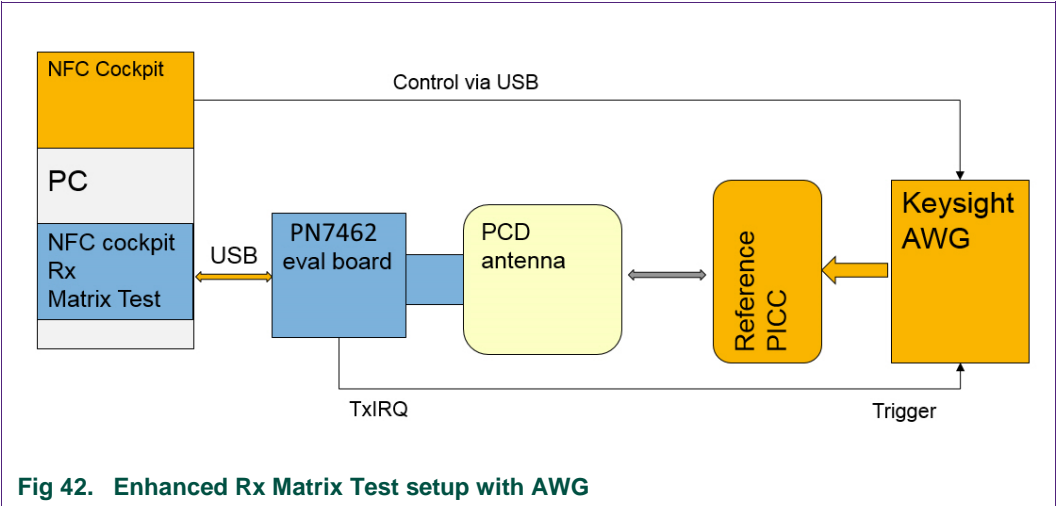 NFC Cockpit
Control via USB
PC
NFC cockpit
Rx
Matrix Test
USB
PN7462
eval board
PCD
antenna
Reference
PICC
Keysight
AWG
TxIRQ
Trigger
Fig 42. Enhanced Rx Matrix Test setup with AWG